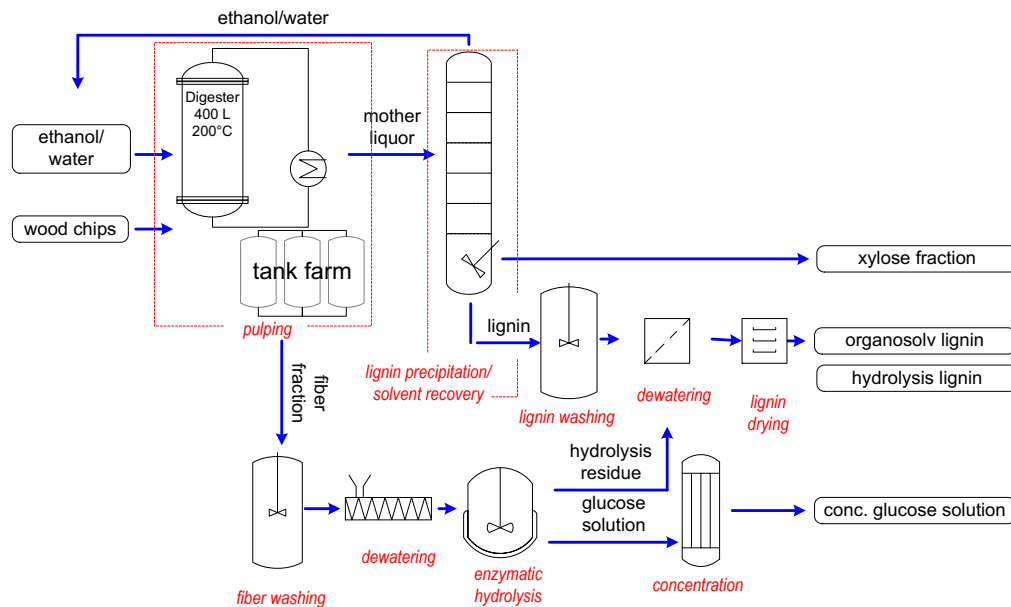 ethanol/water
Digester
400 L
200°C
mother
liquor
ethanol/
water
wood chips
tank farm
pulping
xylose fraction
lignin
organosolv lignin
hydrolysis lignin
lignin precipitation/
solvent recovery
lignin washing
dewatering
lignin
drying
fiber
fraction
hydrolysis
residue
glucose
solution
conc. glucose solution
fiber washing
dewatering
enzymatic
hydrolysis
concentration